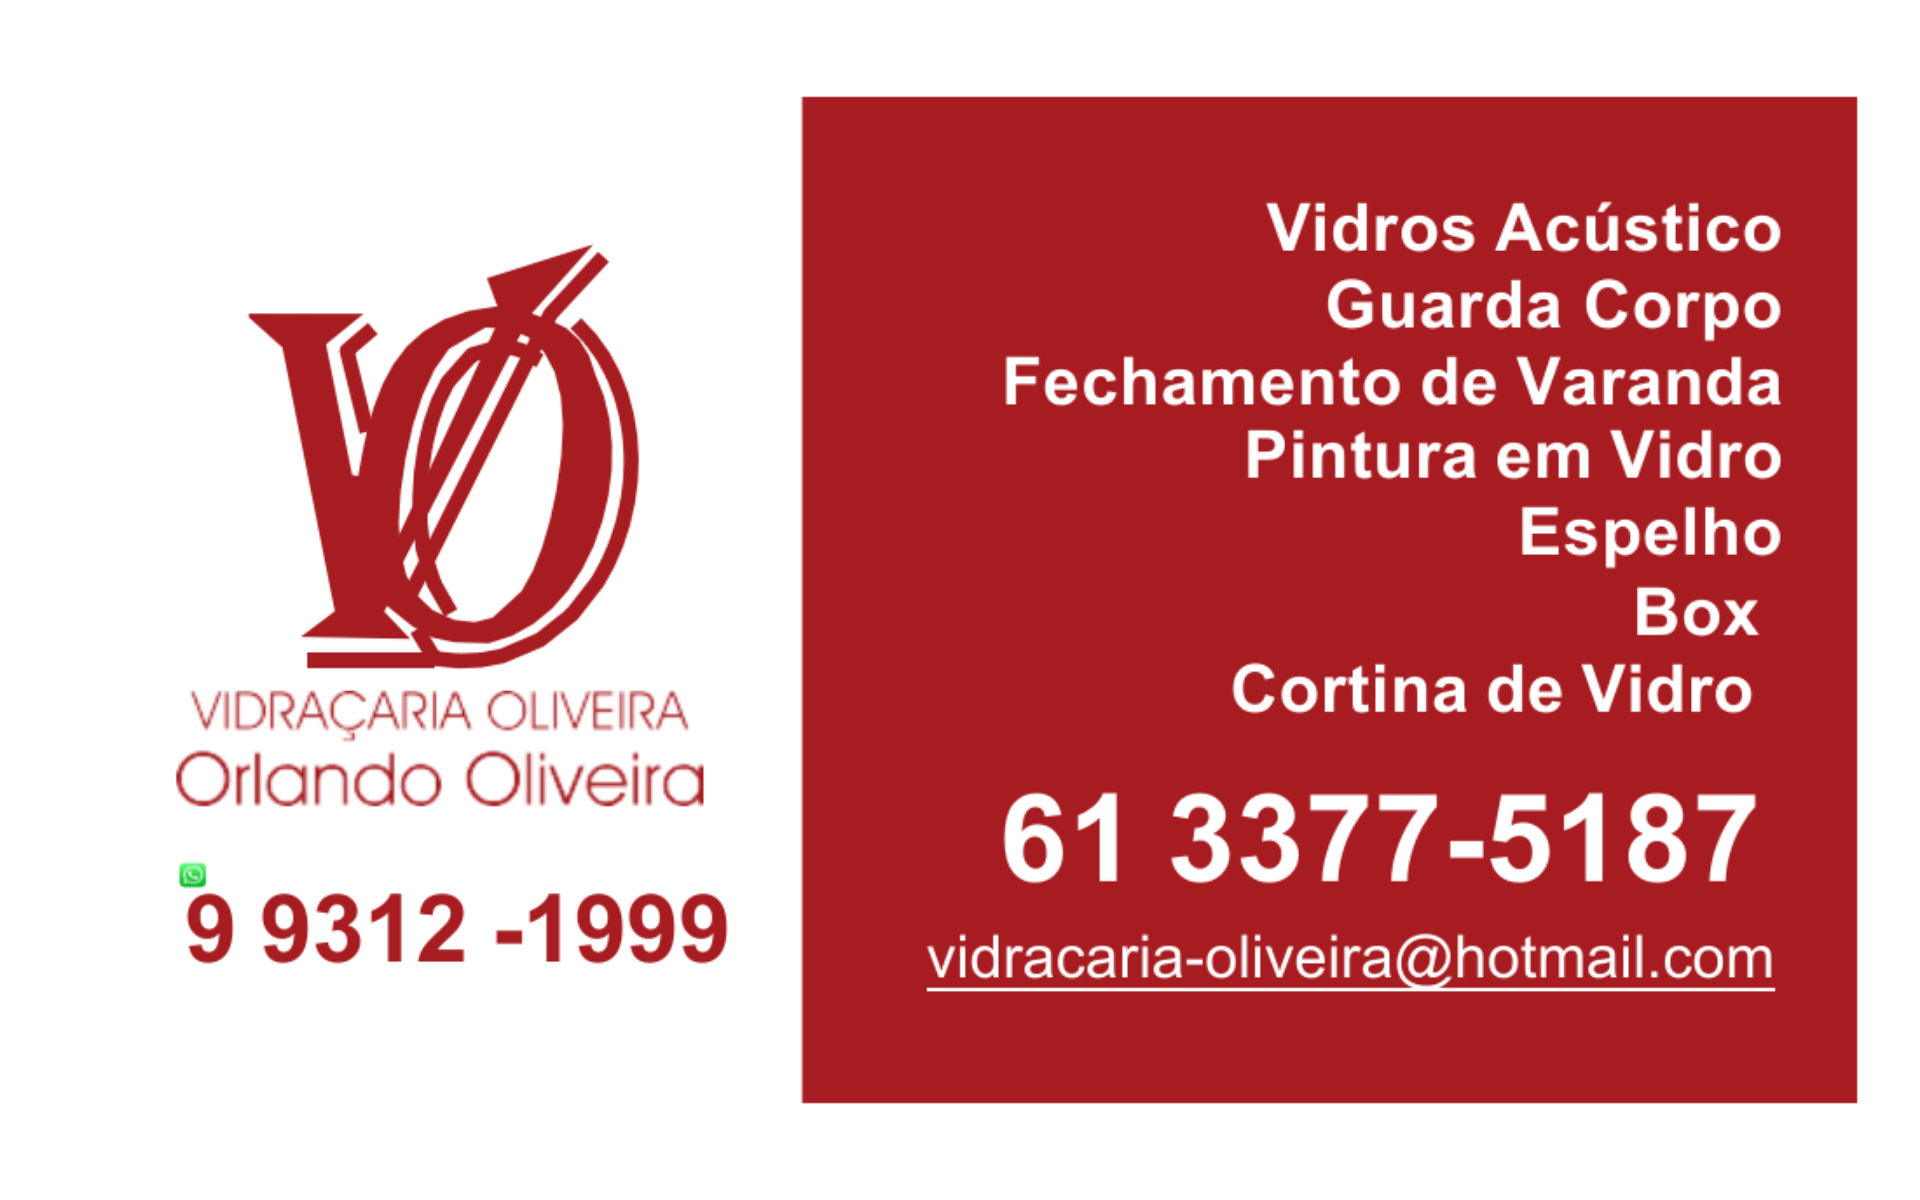 VO
VIDRAÇARIA OLIVEIRA
Orlando Oliveira
9 9312 -1999
Vidros Acústico
Guarda Corpo
Fechamento de Varanda
Pintura em Vidro
Espelho
Box
Cortina de Vidro
61 3377-5187
vidracaria-oliveira@hotmail.com